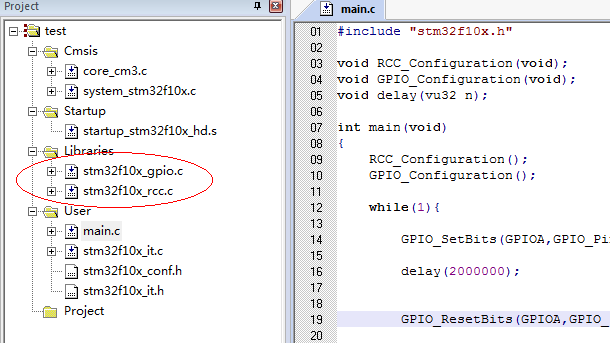 Project
test
Cmsis
core_cm3.c
system_stm32f10x.c
Startup
startup_stm32f10x_hd.s
Libraries
stm32f10x_gpio.c
stm32f10x_rcc.c
User
main.c
stm32f10x_it.c
stm32f10x_conf.h
stm32f10x_it.h
Project
main.c
01 #include "stm32f10x.h"
02
03 void RCC_Configuration(void);
04 void GPIO_Configuration(void);
05 void delay(vu32 n);
06
07 int main(void)
08 {
09 RCC_Configuration();
10 GPIO_Configuration();
11
12 while(1){
13
14 GPIO_SetBits(GPIOA,GPIO_Pi
15
16 delay(2000000);
17
18
19 GPIO_ResetBits(GPIOA,GPIO_
20